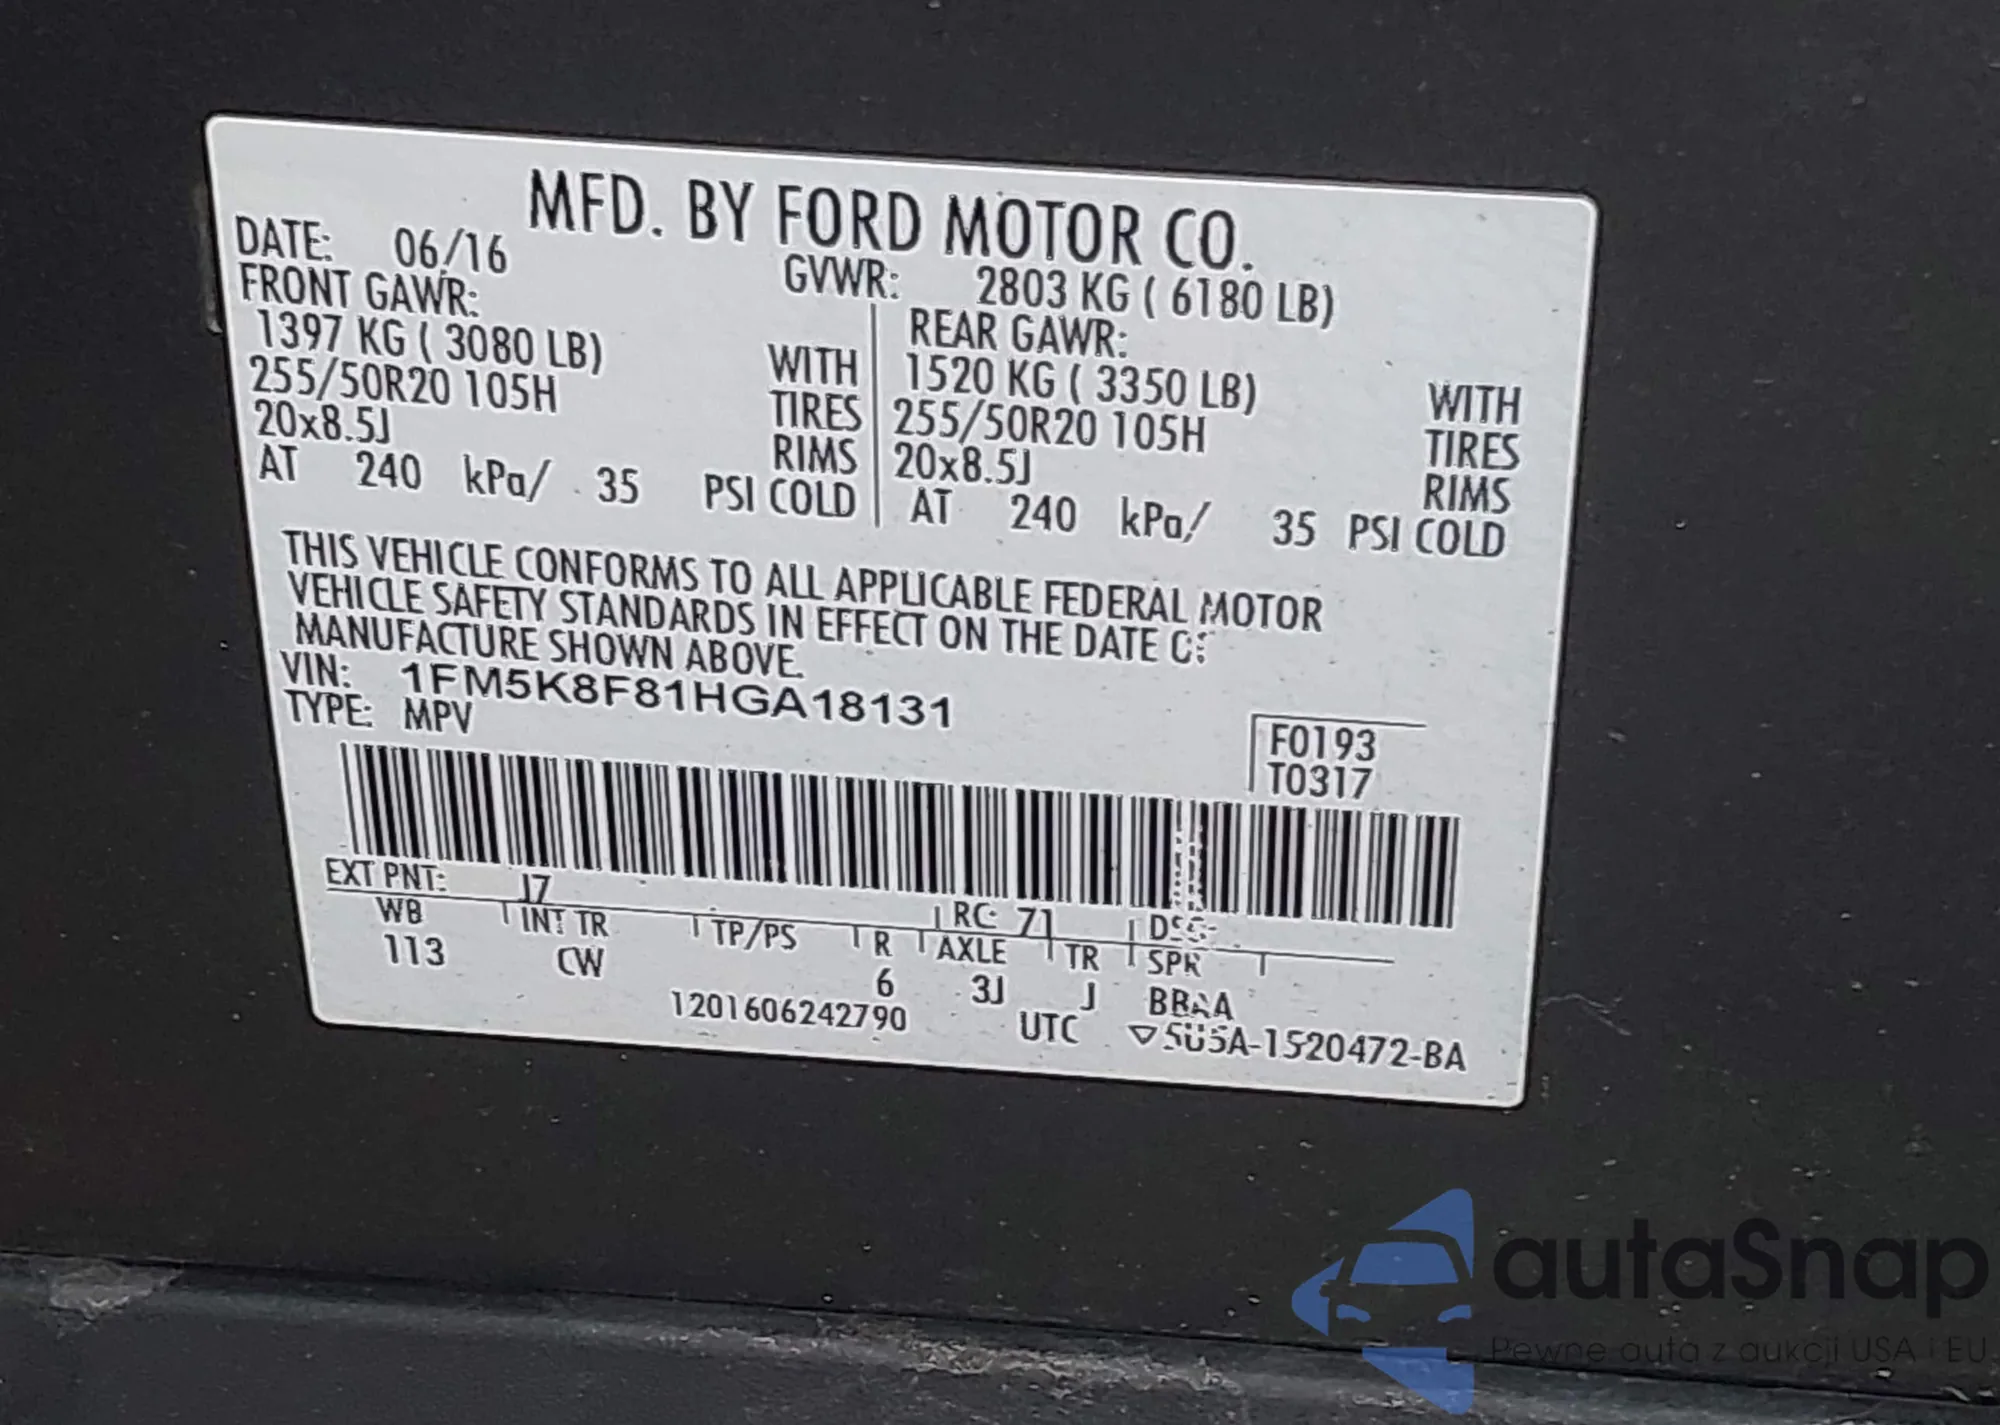 MFD. BY FORD MOTOR CO.
DATE: 06/16 GVWR: 2803 KG ( 6180 LB)
FRONT GAWR: REAR GAWR:
1397 KG ( 3080 LB) WITH 1520 KG ( 3350 LB) WITH
255/50R20 105H TIRES 255/50R20 105H TIRES
20x8.5J RIMS 20x8.5J RIMS
AT 240 kPa/ 35 PSI COLD AT 240 kPa/ 35 PSI COLD
THIS VEHICLE CONFORMS TO ALL APPLICABLE FEDERAL MOTOR
VEHICLE SAFETY STANDARDS IN EFFECT ON THE DATE
MANUFACTURE SHOWN ABOVE.
VIN: 1FM5K8F81HGA18131
TYPE: MPV
F0193
T0317
EXT PNT: J7 RC: 71
WB INT TR TP/PS R AXLE TR SPR
113 CW 6 3J J
1201606242790 UTC
autaSnap
Pewne auta z aukcji USA i EU